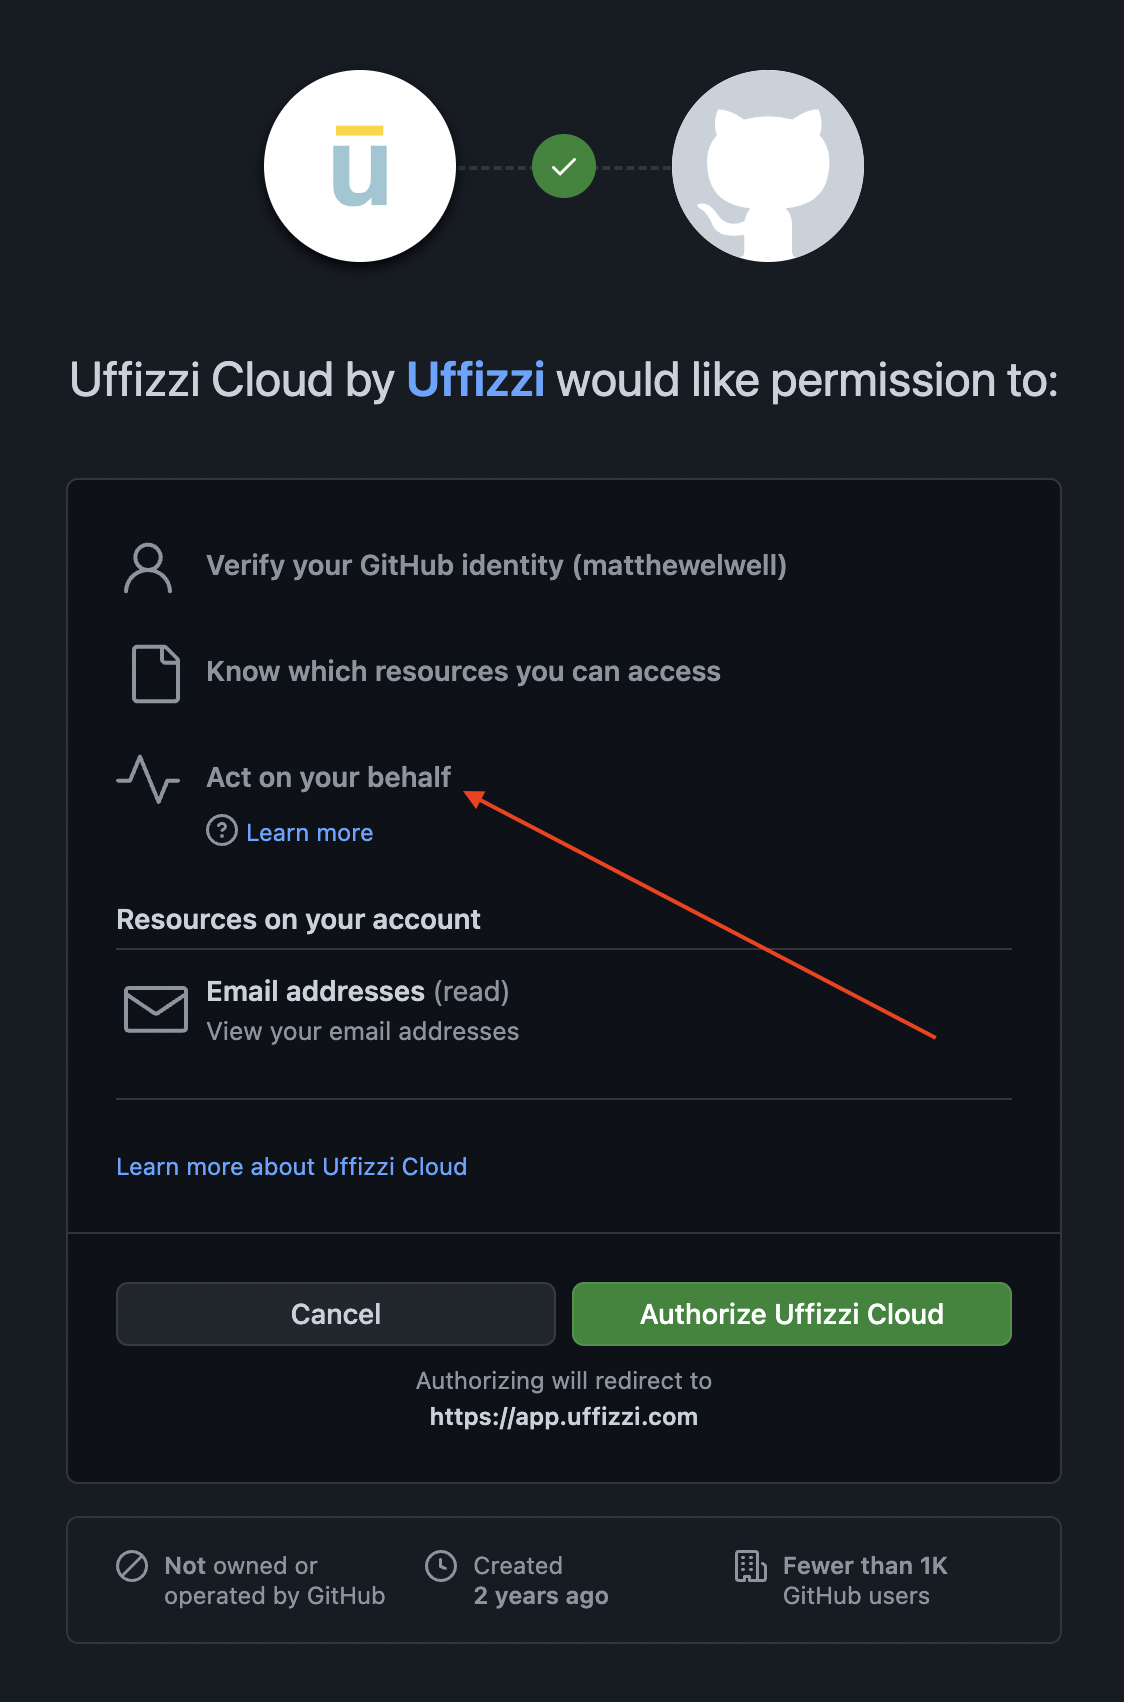 ū
Uffizzi Cloud by Uffizzi would like permission to:
Verify your GitHub identity (matthewelwell)
Know which resources you can access
Act on your behalf
? Learn more
Resources on your account
Email addresses (read)
View your email addresses
Learn more about Uffizzi Cloud
Cancel
Authorize Uffizzi Cloud
Authorizing will redirect to
https://app.uffizzi.com
Not owned or
operated by GitHub
Created
2 years ago
Fewer than 1K
GitHub users